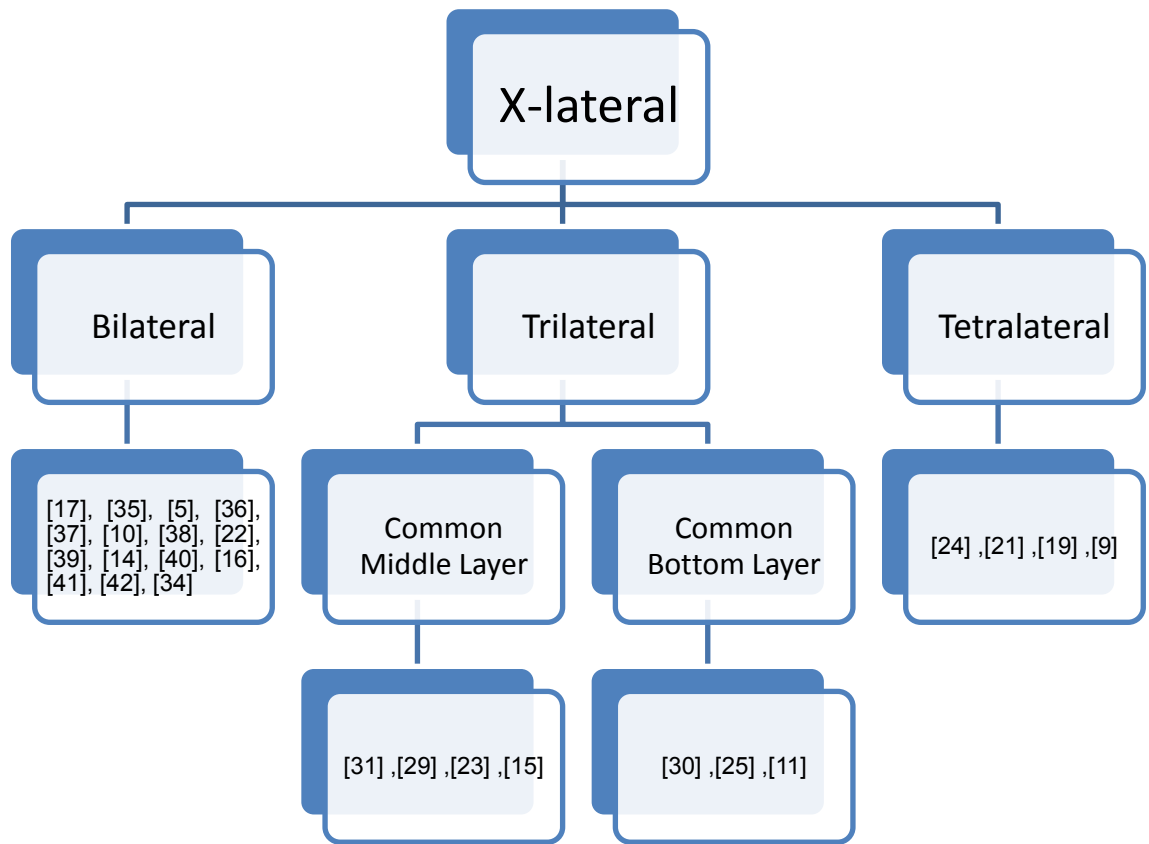 X-lateral
Bilateral
Trilateral
Tetralateral
[17], [35], [5], [36],
[37], [10], [38], [22],
[39], [14], [40], [16],
[41], [42], [34]
Common
Middle Layer
Common
Bottom Layer
[24] ,[21] ,[19] ,[9]
[31] ,[29] ,[23] ,[15]
[30] ,[25] ,[11]